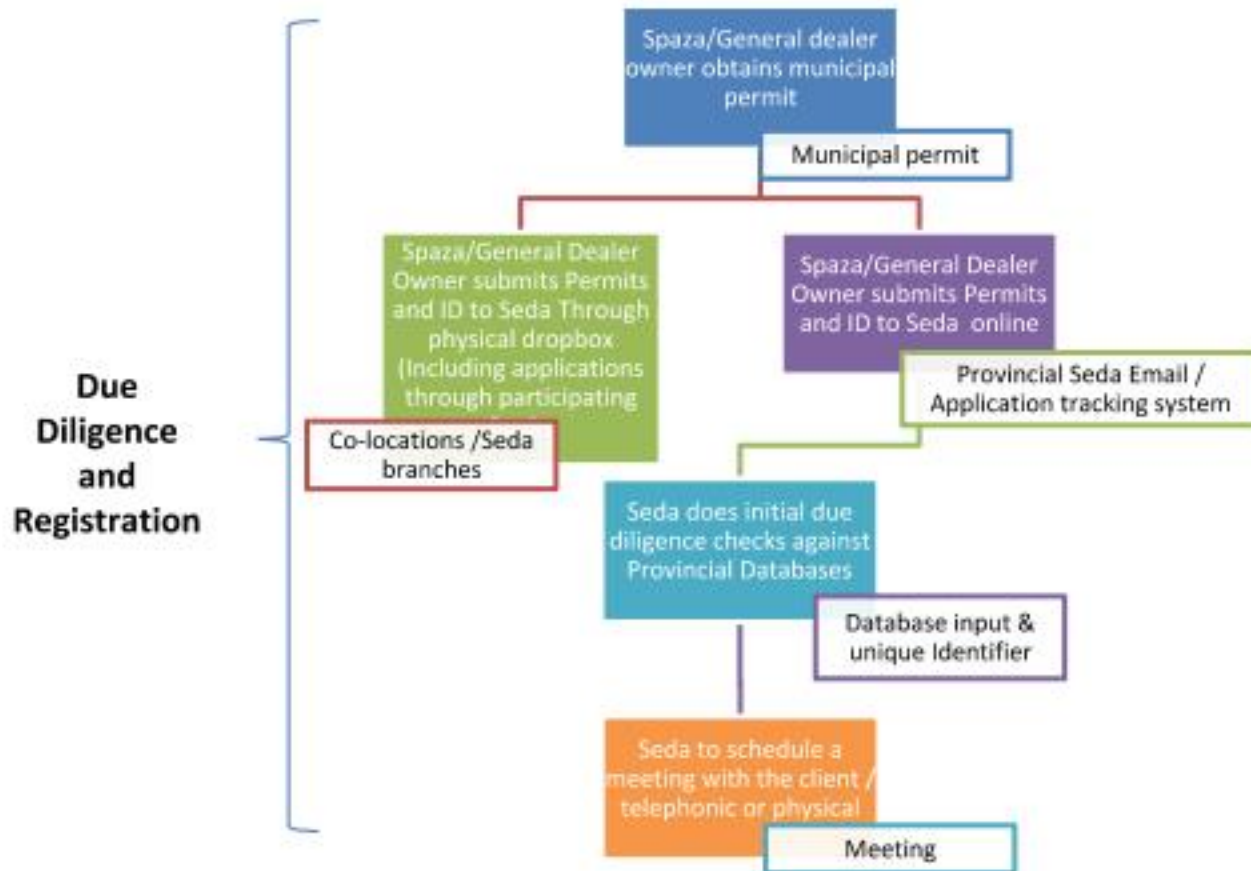 Spaza/General dealer
owner obtains municipal
permit
Municipal permit
Spaza/General Dealer
Owner submits Permits
and ID to Seda Through
physical dropbox
(Including applications
through participating
Co-locations /Seda
branches
Spaza/General Dealer
Owner submits Permits
and ID to Seda online
Provincial Seda Email /
Application tracking system
Due
Diligence
and
Registration
Seda does initial due
diligence checks against
Provincial Databases
Database input &
unique Identifier
Seda to schedule a
meeting with the client /
telephonic or physical
Meeting